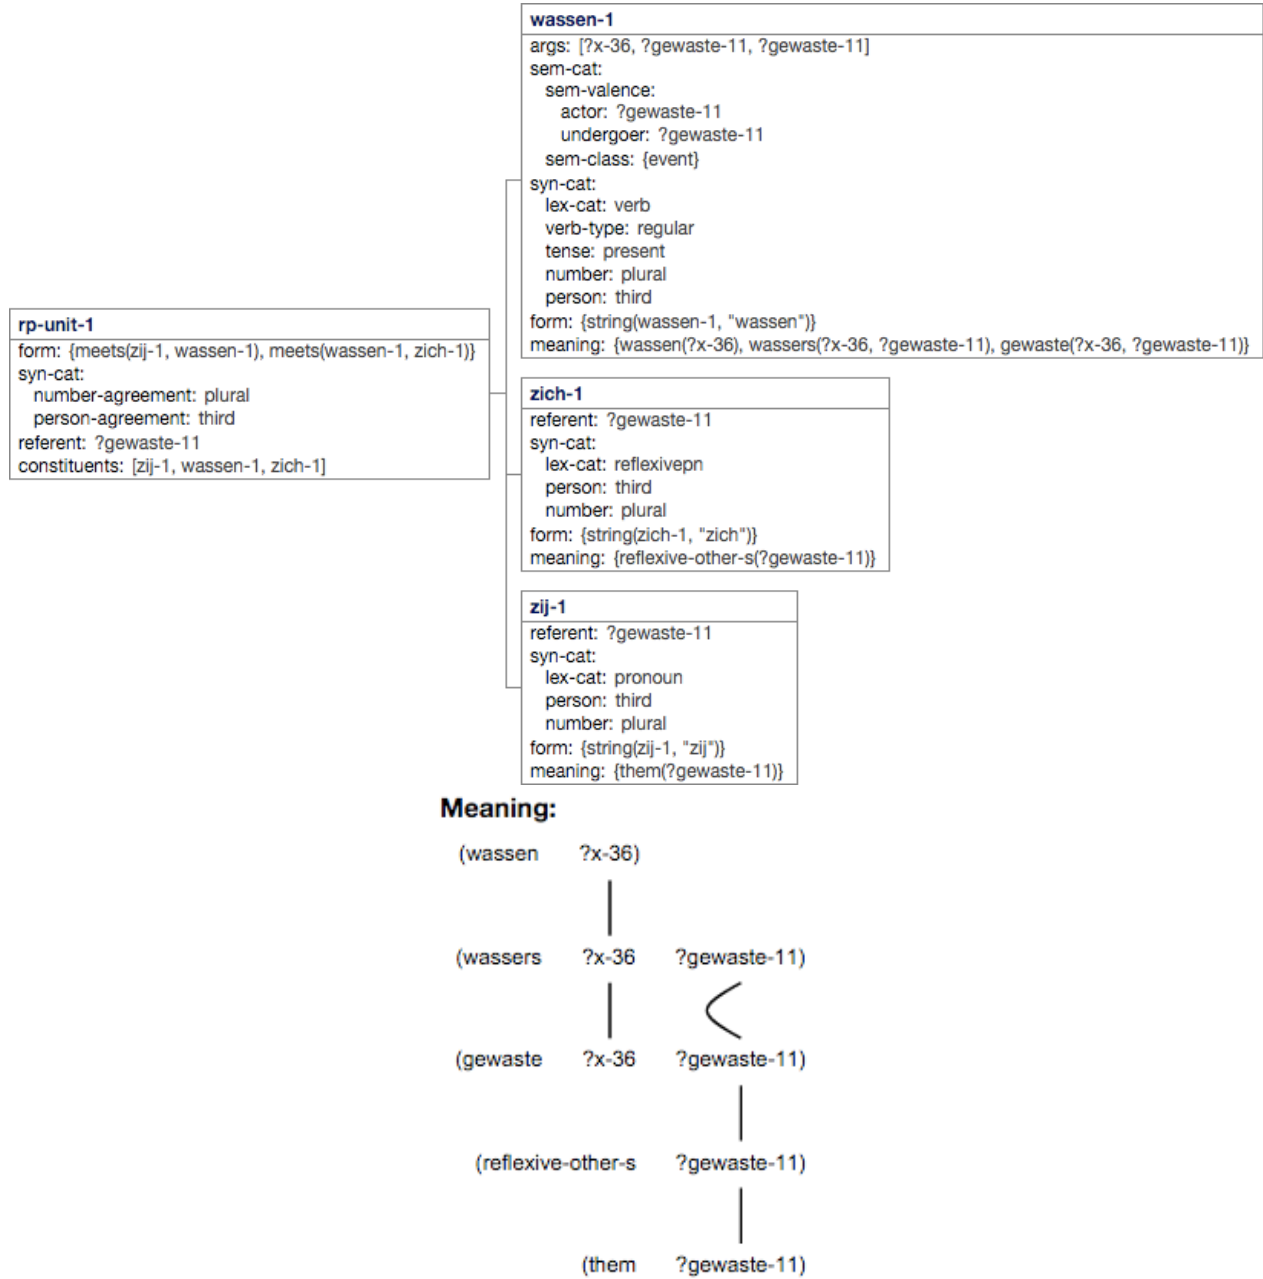 wassen-1
args: [?x-36, ?gewaste-11, ?gewaste-11]
sem-cat:
sem-valence:
actor: ?gewaste-11
undergoer: ?gewaste-11
sem-class: {event}
syn-cat:
lex-cat: verb
verb-type: regular
tense: present
number: plural
person: third
form: {string(wassen-1, "wassen")}
meaning: {wassen(?x-36), wassers(?x-36, ?gewaste-11), gewaste(?x-36, ?gewaste-11)}
rp-unit-1
form: {meets(zij-1, wassen-1), meets(wassen-1, zich-1)}
syn-cat:
number-agreement: plural
person-agreement: third
referent: ?gewaste-11
constituents: [zij-1, wassen-1, zich-1]
zich-1
referent: ?gewaste-11
syn-cat:
lex-cat: reflexivepn
person: third
number: plural
form: {string(zich-1, "zich")}
meaning: {reflexive-other-s(?gewaste-11)}
zij-1
referent: ?gewaste-11
syn-cat:
lex-cat: pronoun
person: third
number: plural
form: {string(zij-1, "zij")}
meaning: {them(?gewaste-11)}
Meaning:
(wassen ?x-36)
(wassers ?x-36 ?gewaste-11)
(gewaste ?x-36 ?gewaste-11)
(reflexive-other-s ?gewaste-11)
(them ?gewaste-11)